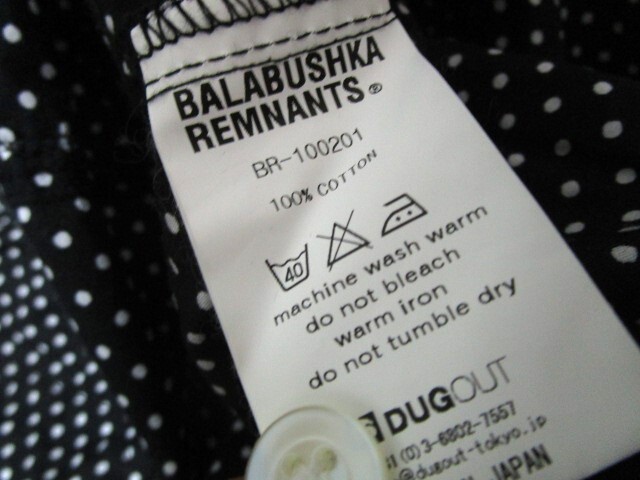 BALABUSHKA
REMNANTS®
BR-100201
100% COTTON
40
machine wash warm
do not bleach
warm iron
do not tumble dry
DUGOUT
(0)3-6802-7557
@dugout-tokyo.jp
JAPAN